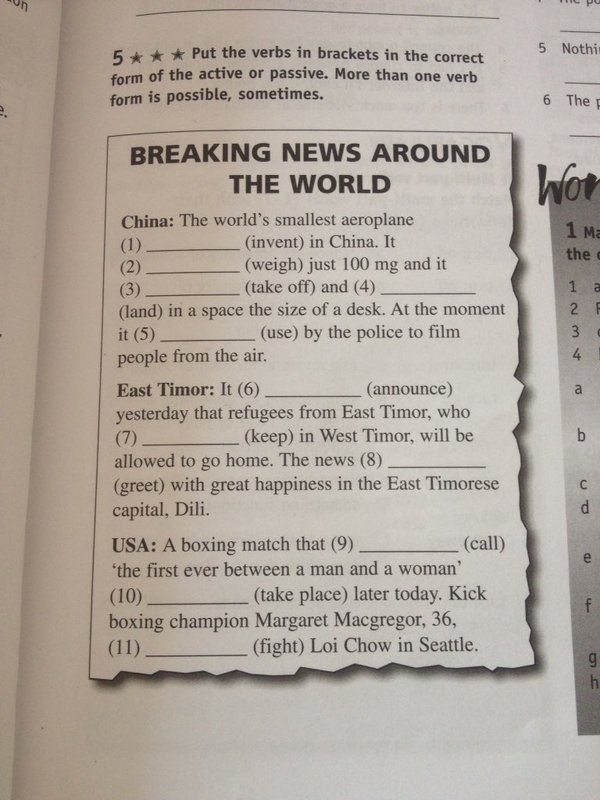 5 ★ ★ ★ Put the verbs in brackets in the correct
form of the active or passive. More than one verb
form is possible, sometimes.
BREAKING NEWS AROUND
THE WORLD
China: The world's smallest aeroplane
(1) __________ (invent) in China. It
(2) __________ (weigh) just 100 mg and it
(3) __________ (take off) and (4) __________
(land) in a space the size of a desk. At the moment
it (5) __________ (use) by the police to film
people from the air.
East Timor: It (6) __________ (announce)
yesterday that refugees from East Timor, who
(7) __________ (keep) in West Timor, will be
allowed to go home. The news (8) __________
(greet) with great happiness in the East Timorese
capital, Dili.
USA: A boxing match that (9) __________ (call)
'the first ever between a man and a woman'
(10) __________ (take place) later today. Kick
boxing champion Margaret Macgregor, 36,
(11) __________ (fight) Loi Chow in Seattle.
5
6 The
1
the
1 a
2
3
4
a
b
c
d
e
f
g
h